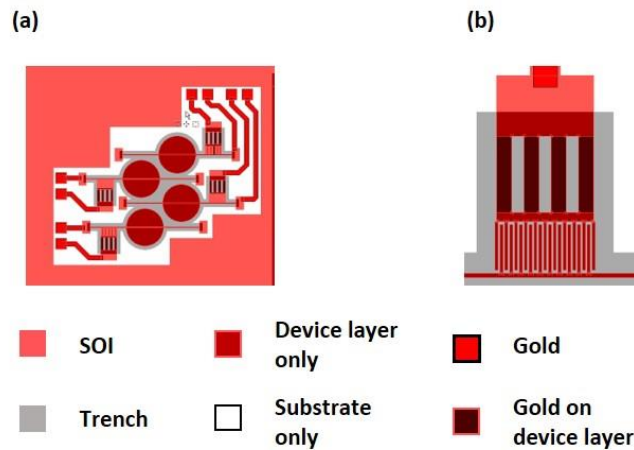 (a)
(b)
SOI
Device layer
only
Gold
Trench
Substrate
only
Gold on
device layer